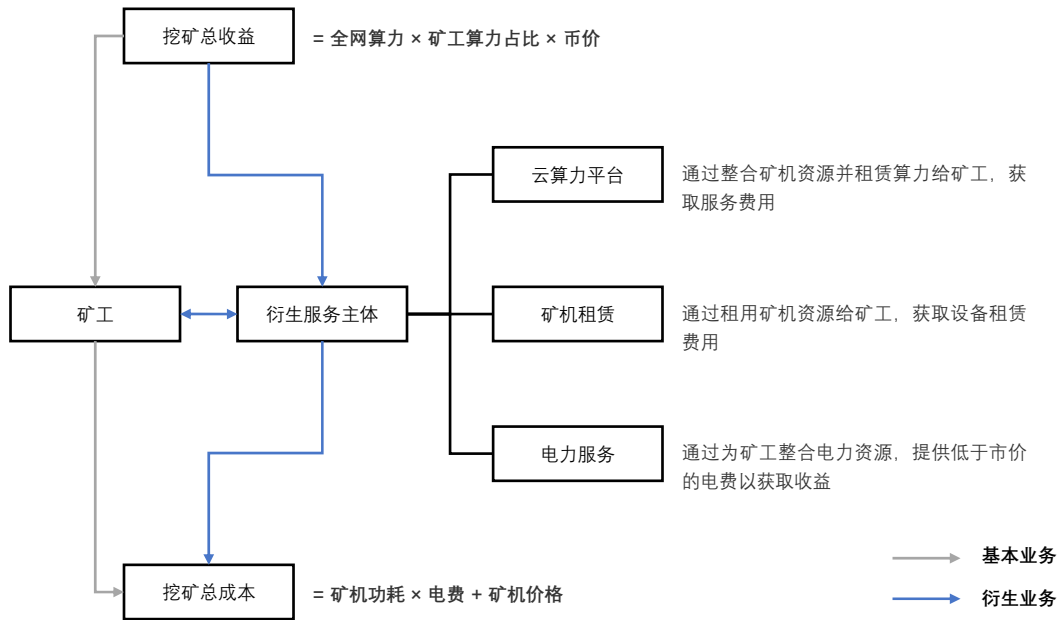 挖矿总收益
= 全网算力 × 矿工算力占比 × 币价
云算力平台
通过整合矿机资源并租赁算力给矿工，获
取服务费用
矿工
衍生服务主体
矿机租赁
通过租用矿机资源给矿工，获取设备租赁
费用
电力服务
通过为矿工整合电力资源，提供低于市价
的电费以获取收益
挖矿总成本
= 矿机功耗 × 电费 + 矿机价格
基本业务
衍生业务